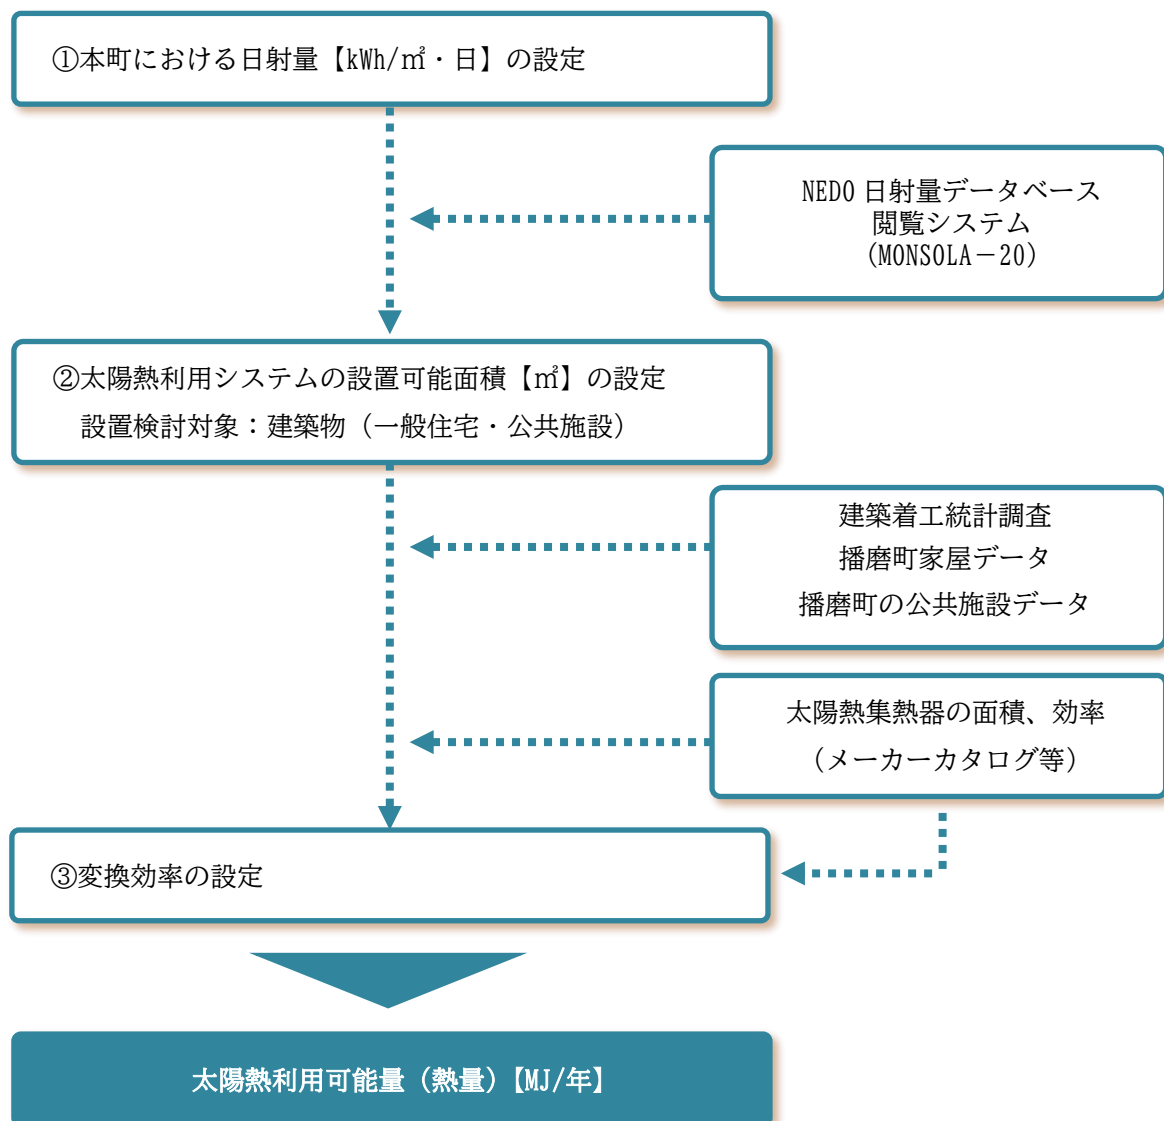 ①本町における日射量【kWh/㎡・日】の設定
NEDO 日射量データベース
閲覧システム
(MONSOLA－20)
②太陽熱利用システムの設置可能面積【㎡】の設定
設置検討対象：建築物（一般住宅・公共施設）
建築着工統計調査
播磨町家屋データ
播磨町の公共施設データ
太陽熱集熱器の面積、効率
（メーカーカタログ等）
③変換効率の設定
太陽熱利用可能量（熱量）【MJ/年】